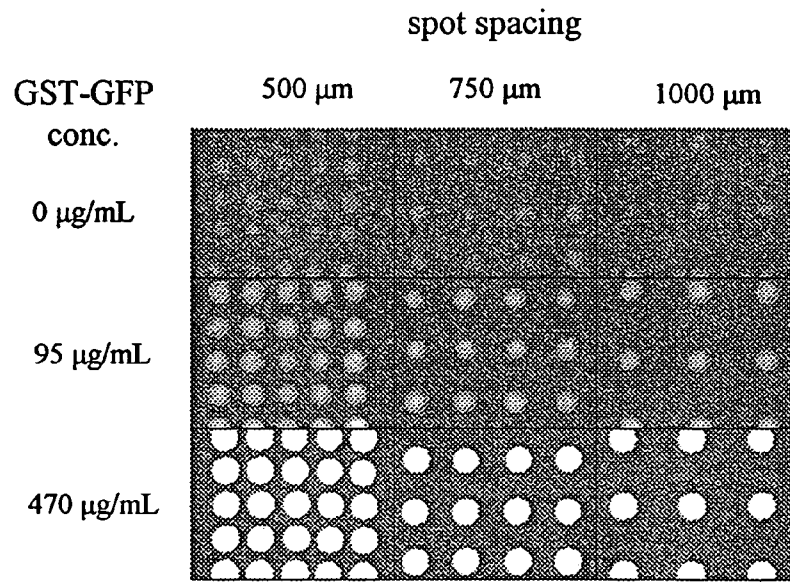 spot spacing
GST-GFP 500 μm 750 μm 1000 μm
conc.
0 μg/mL
95 μg/mL
470 μg/mL